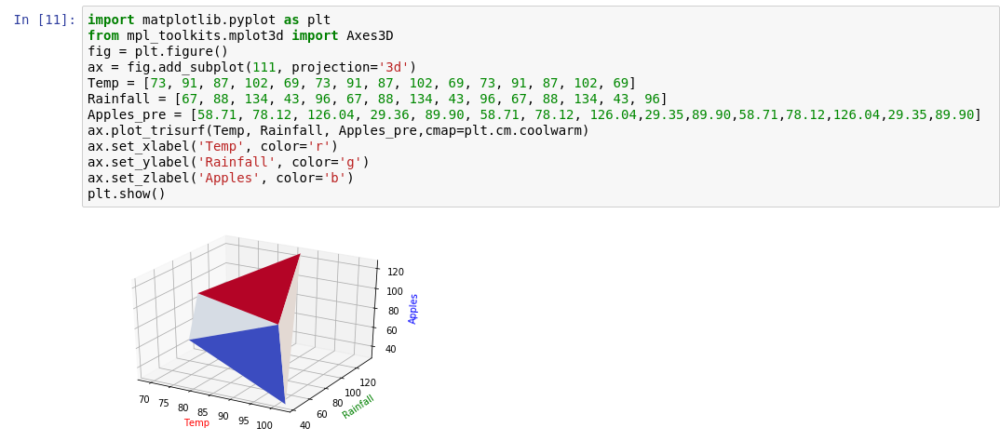 In [11]:
import matplotlib.pyplot as plt
from mpl_toolkits.mplot3d import Axes3D
fig = plt.figure()
ax = fig.add_subplot(111, projection='3d')
Temp = [73, 91, 87, 102, 69, 73, 91, 87, 102, 69, 73, 91, 87, 102, 69]
Rainfall = [67, 88, 134, 43, 96, 67, 88, 134, 43, 96, 67, 88, 134, 43, 96]
Apples_pre = [58.71, 78.12, 126.04, 29.36, 89.90, 58.71, 78.12, 126.04,29.35,89.90,58.71,78.12,126.04,29.35,89.90]
ax.plot_trisurf(Temp, Rainfall, Apples_pre,cmap=plt.cm.coolwarm)
ax.set_xlabel('Temp', color='r')
ax.set_ylabel('Rainfall', color='g')
ax.set_zlabel('Apples', color='b')
plt.show()
120
100
80
60
40
Apples
70 75 80 85 90 95 100
Temp
40 60 80 100 120
Rainfall